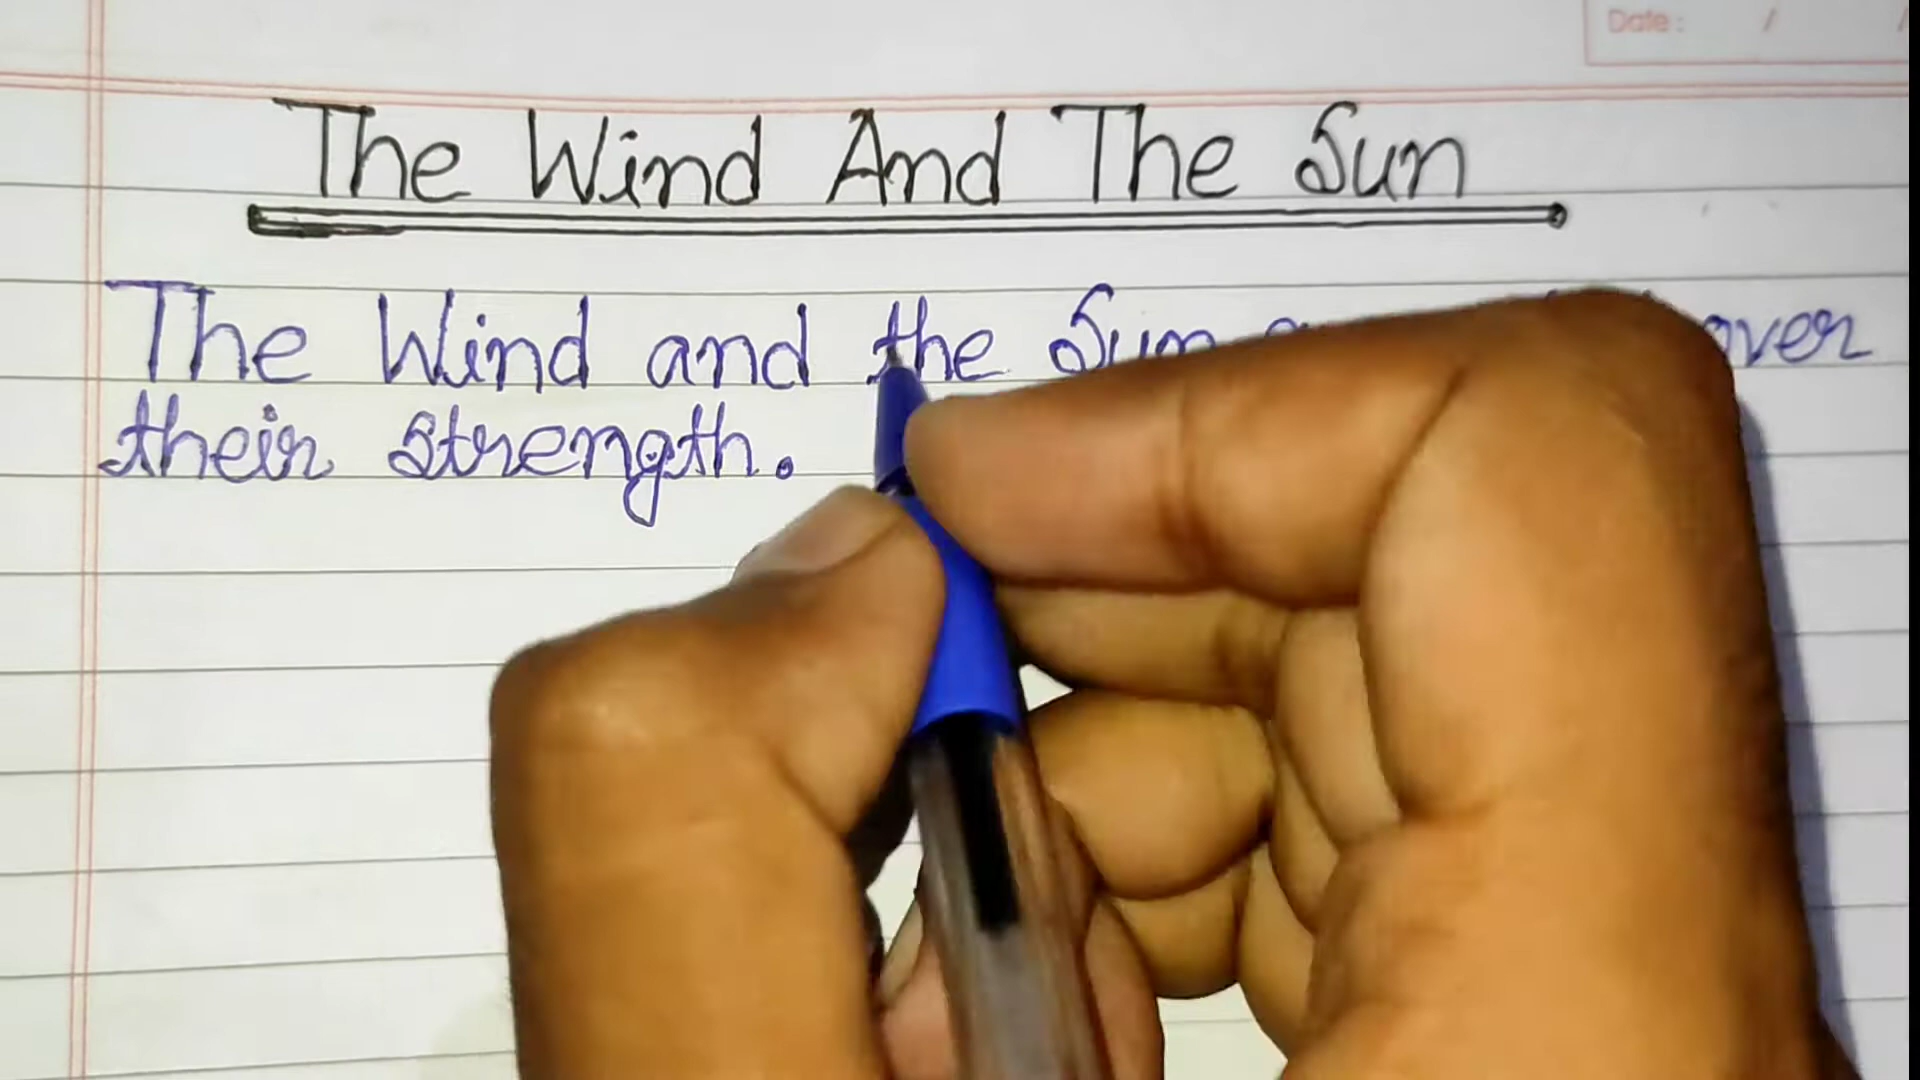 Date: / /
The Wind And The Sun
The Wind and the Sun over
their strength.